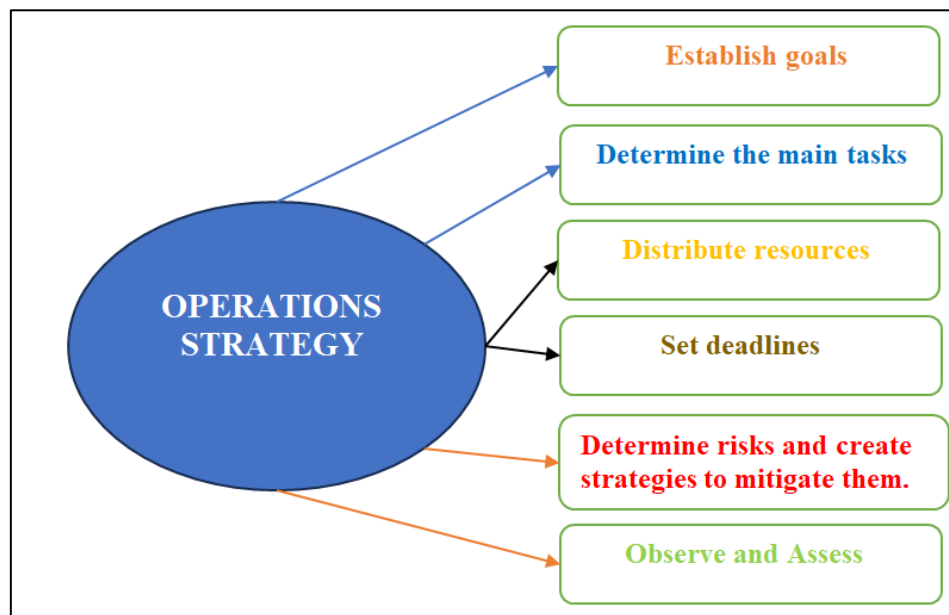 Establish goals
Determine the main tasks
Distribute resources
OPERATIONS
STRATEGY
Set deadlines
Determine risks and create
strategies to mitigate them.
Observe and Assess